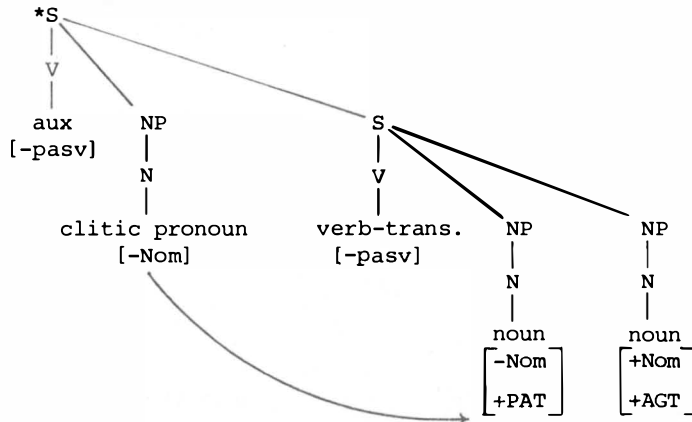 *S
V
aux NP S
[-pasv]
N V
clitic pronoun verb-trans. NP NP
[-Nom] [-pasv]
N N
noun noun
[-Nom [+Nom
+PAT] +AGT]